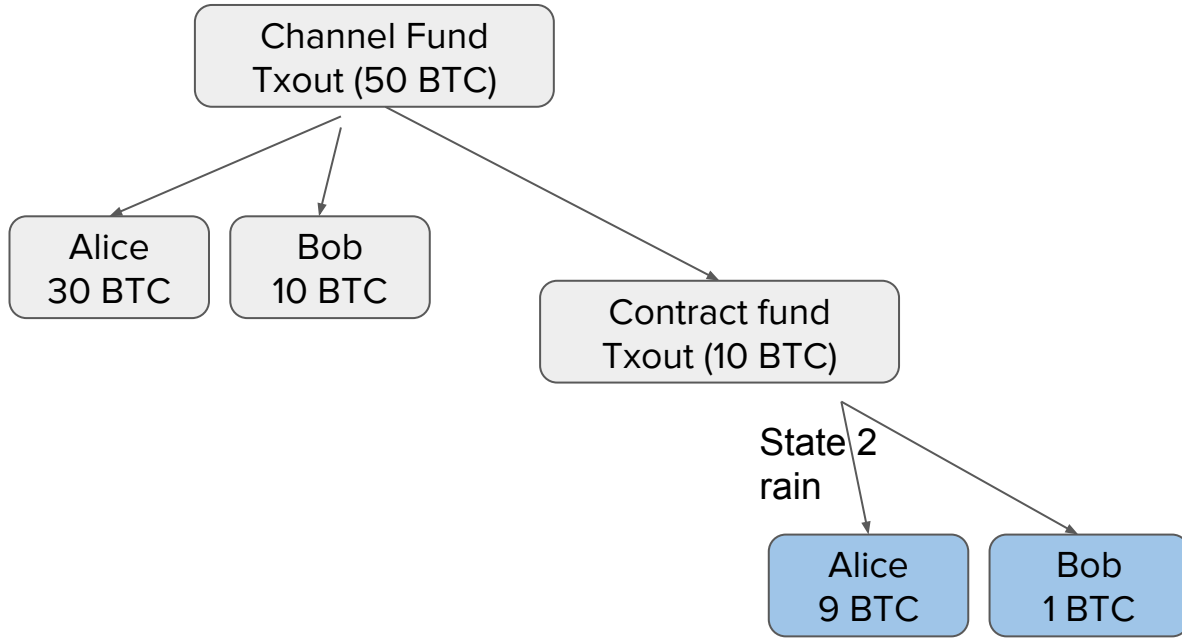 Channel Fund
Txout (50 BTC)
Alice
30 BTC
Bob
10 BTC
Contract fund
Txout (10 BTC)
State 2
rain
Alice
9 BTC
Bob
1 BTC